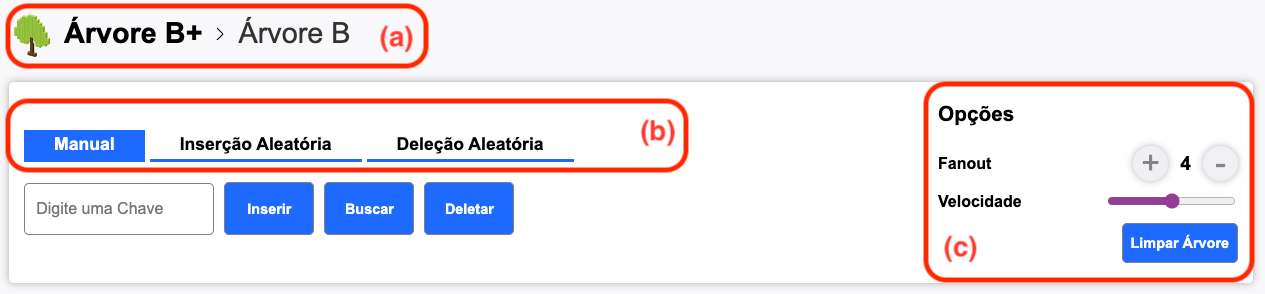 Árvore B+ > Árvore B (a)
Manual Inserção Aleatória Deleção Aleatória (b)
Digite uma Chave Inserir Buscar Deletar
Opções
Fanout + 4 -
Velocidade
Limpar Árvore
(c)